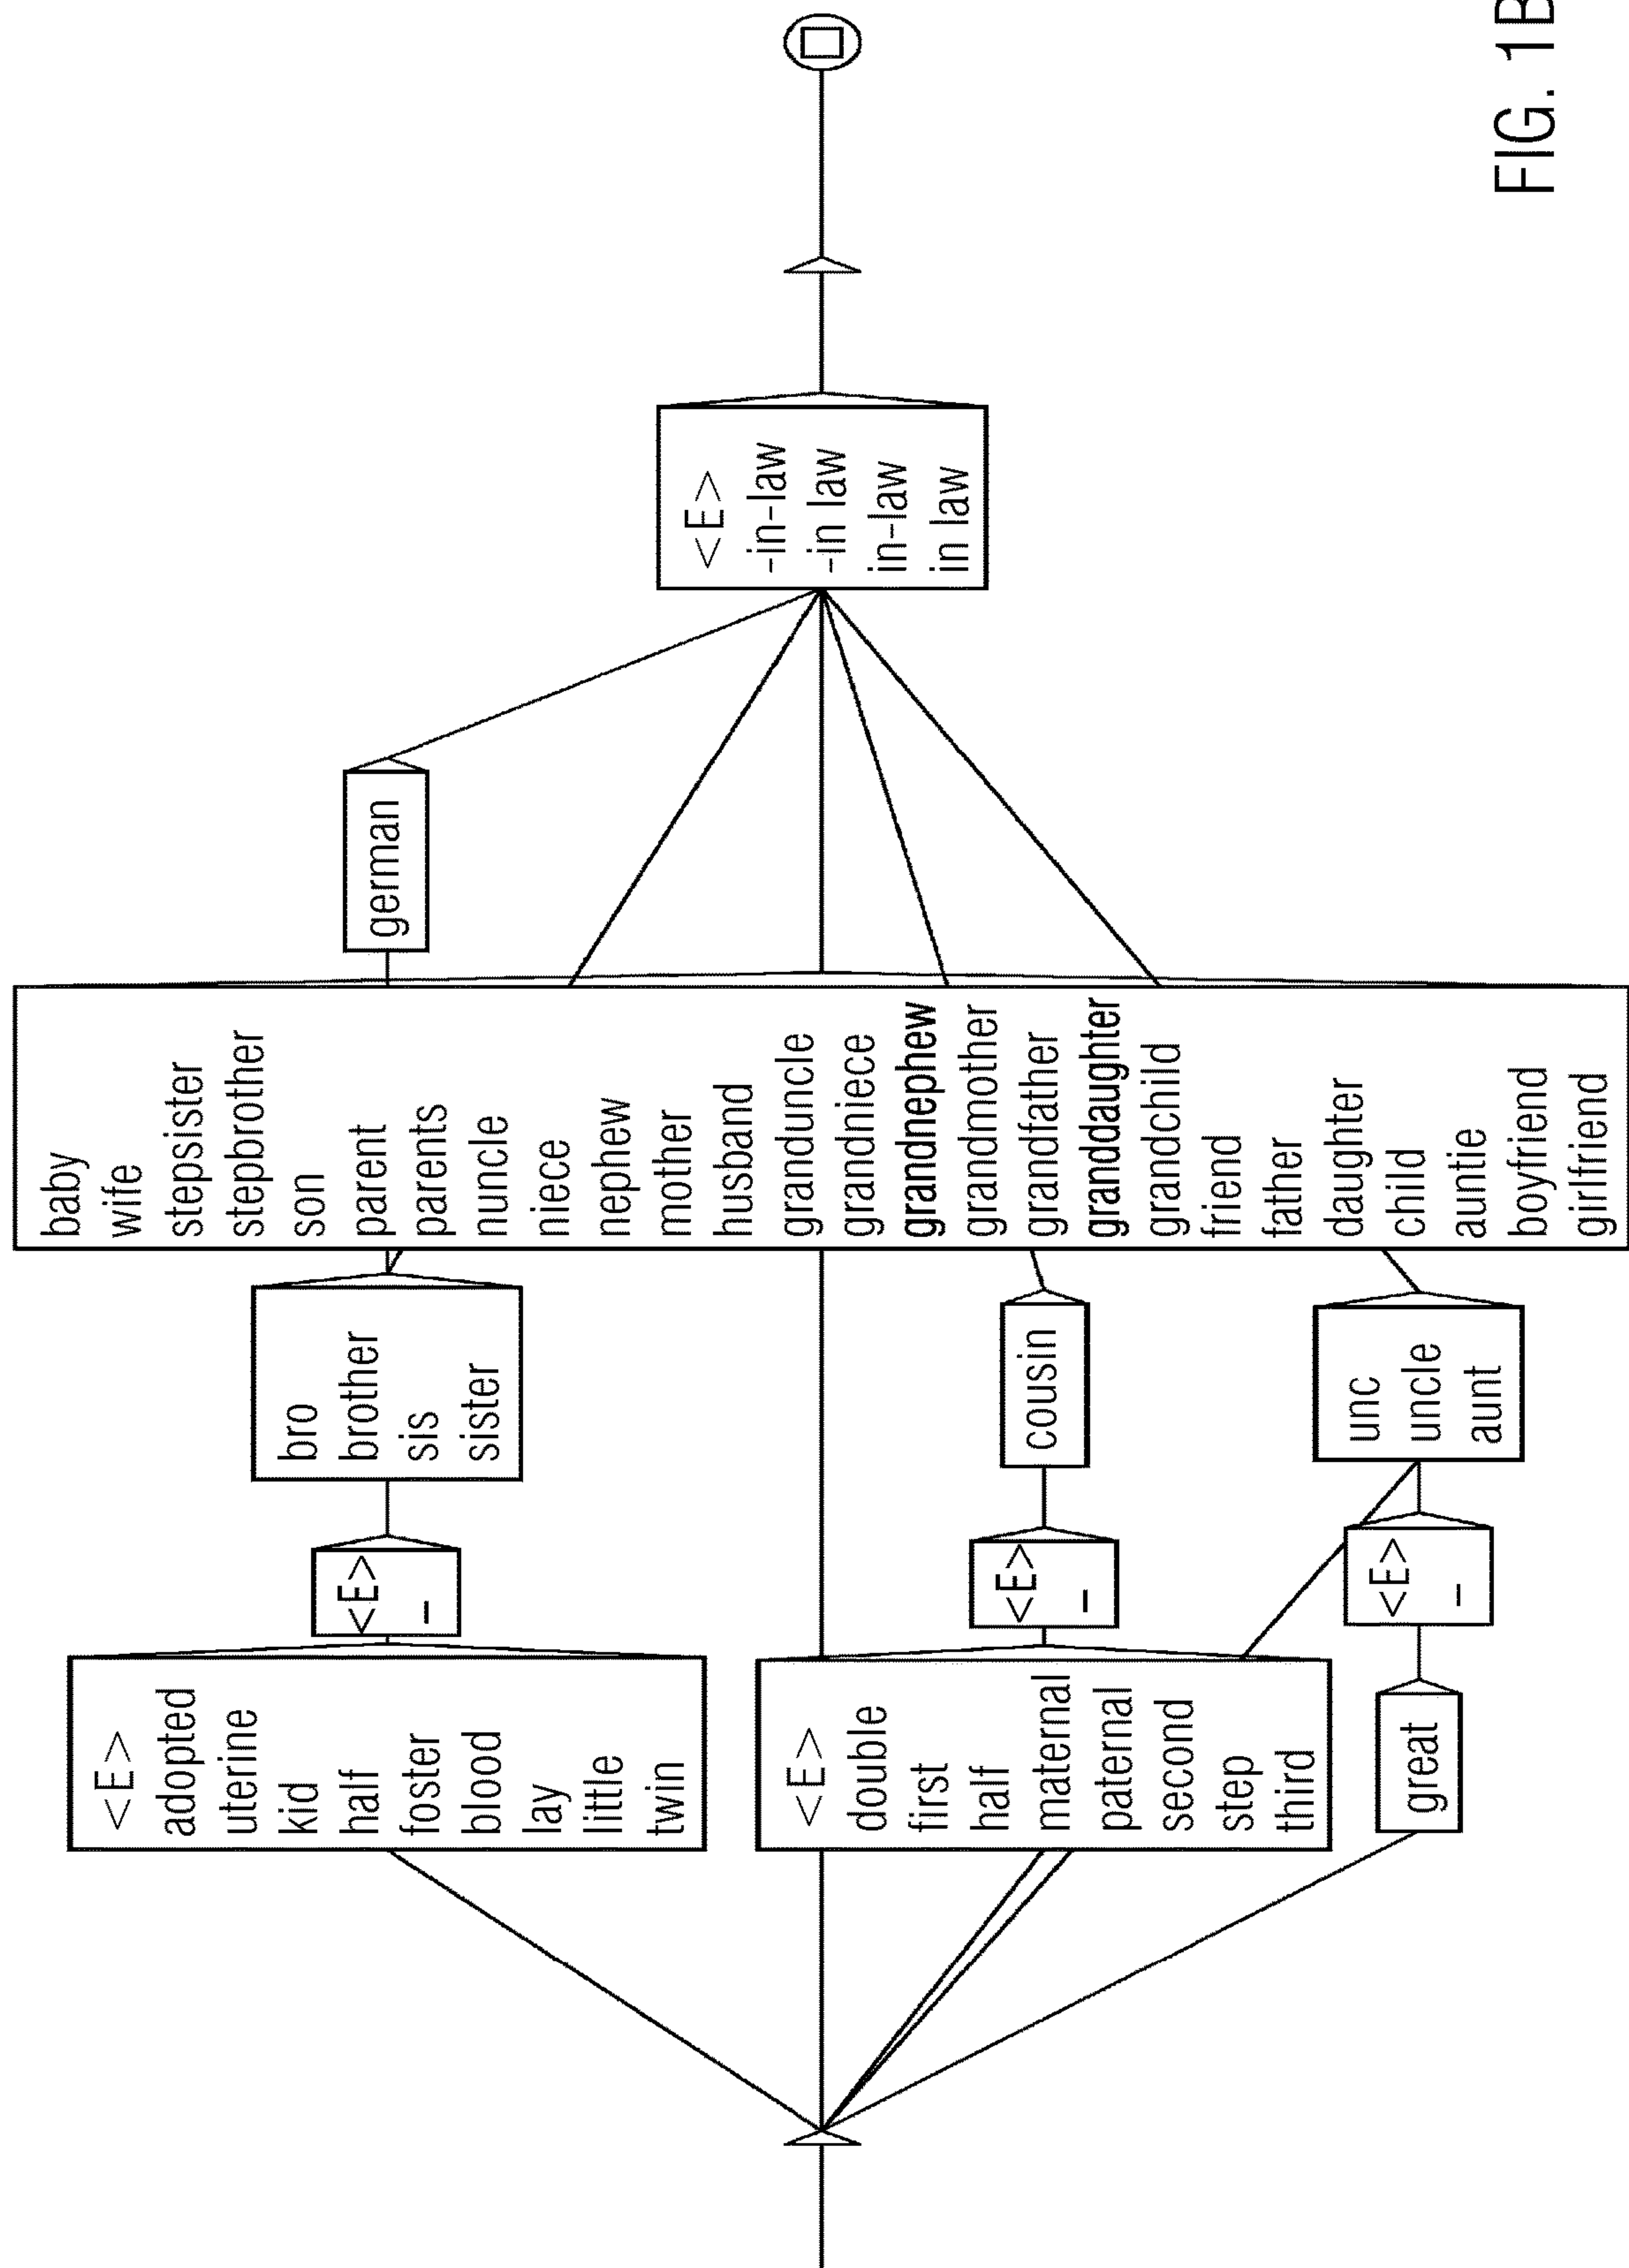 <E>
adopted
uterine
kid
half
foster
blood
lay
little
twin
<E>
-
bro
brother
sis
sister
<E>
double
first
half
maternal
paternal
second
step
third
<E>
-
cousin
great
<E>
-
unc
uncle
aunt
baby
wife
stepsister
stepbrother
son
parent
parents
nuncle
niece
nephew
mother
husband
granduncle
grandniece
grandnephew
grandmother
grandfather
granddaughter
grandchild
friend
father
daughter
child
auntie
boyfriend
girlfriend
german
<E>
-in-law
-in law
in-law
in law
FIG. 1B